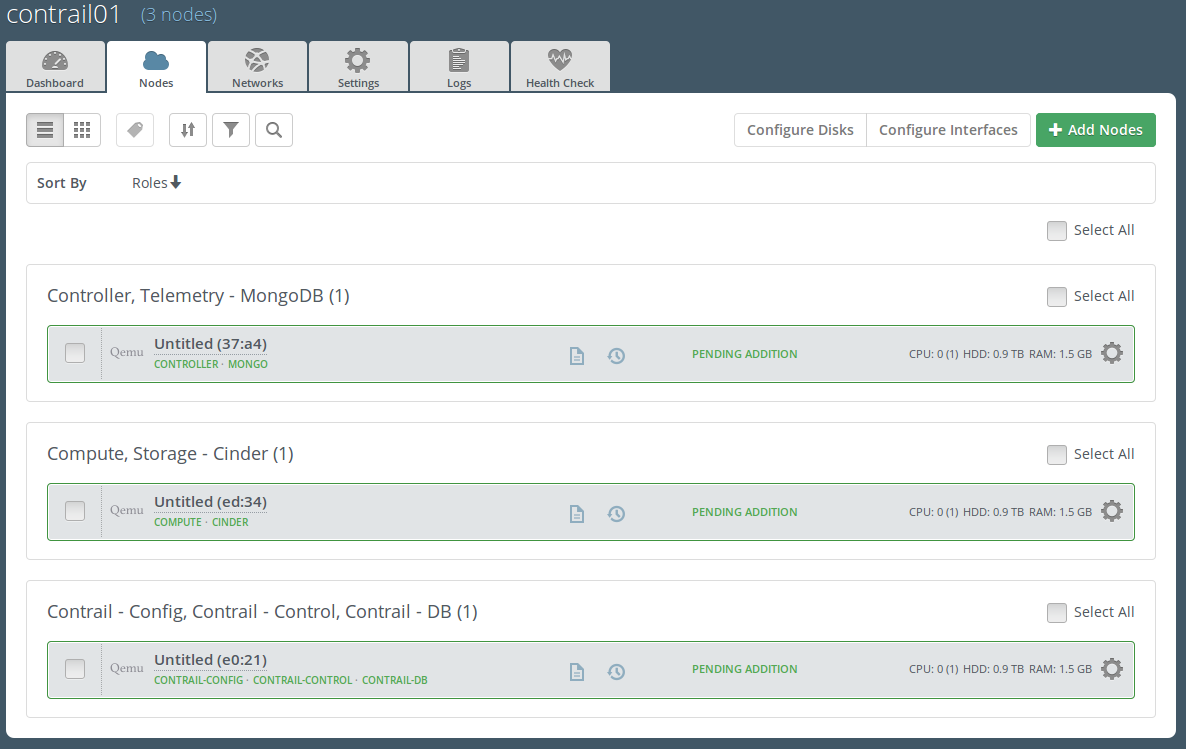 contrail01 (3 nodes)
Dashboard Nodes Networks Settings Logs Health Check
Configure Disks Configure Interfaces Add Nodes
Sort By Roles
Select All
Controller, Telemetry - MongoDB (1) Select All
Qemu Untitled (37:a4) PENDING ADDITION CPU: 0 (1) HDD: 0.9 TB RAM: 1.5 GB
CONTROLLER · MONGO
Compute, Storage - Cinder (1) Select All
Qemu Untitled (ed:34) PENDING ADDITION CPU: 0 (1) HDD: 0.9 TB RAM: 1.5 GB
COMPUTE · CINDER
Contrail - Config, Contrail - Control, Contrail - DB (1) Select All
Qemu Untitled (e0:21) PENDING ADDITION CPU: 0 (1) HDD: 0.9 TB RAM: 1.5 GB
CONTRAIL-CONFIG · CONTRAIL-CONTROL · CONTRAIL-DB